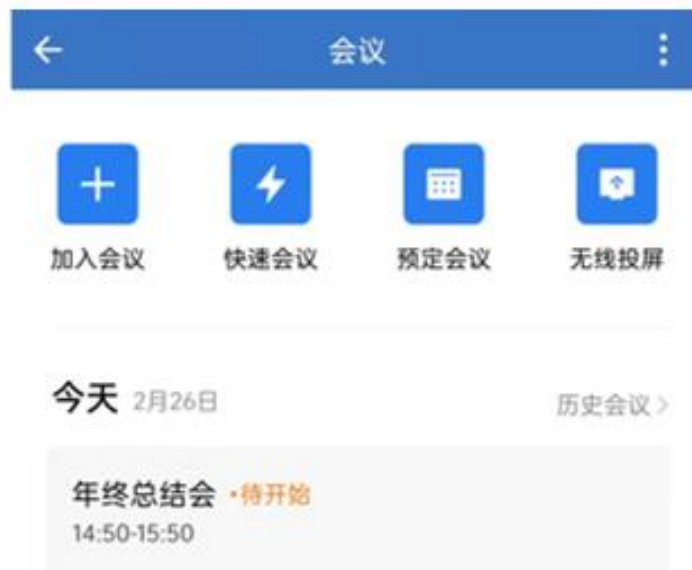 会议
加入会议 快速会议 预定会议 无线投屏
今天 2月26日 历史会议
年终总结会 •待开始
14:50-15:50